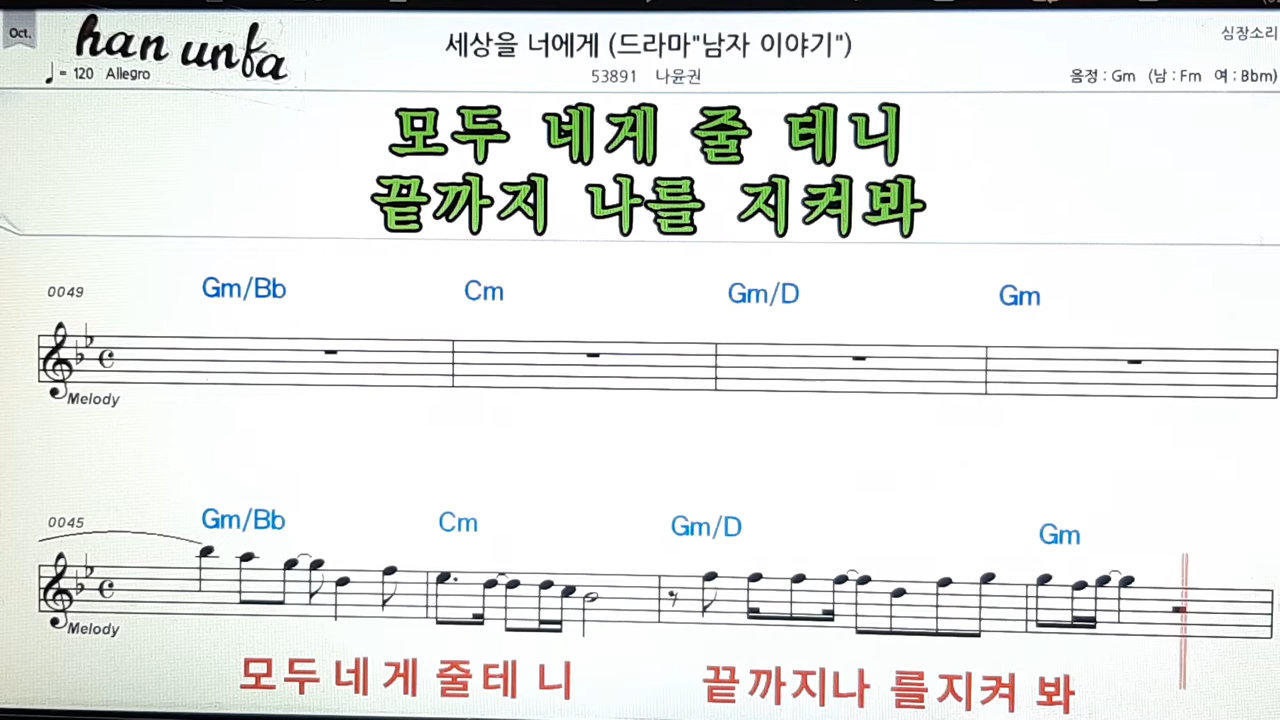 Oct.
han unfa
세상을 너에게 (드라마"남자 이야기")
심장소리
♩ = 120 Allegro
53891 나윤권
음정 : Gm (남 : Fm 여 : Bbm)
모두 네게 줄 테니
끝까지 나를 지켜봐
0049
Gm/Bb Cm Gm/D Gm
Melody
0045
Gm/Bb Cm Gm/D Gm
Melody
모두네게 줄테 니 끝까지나 를지켜 봐